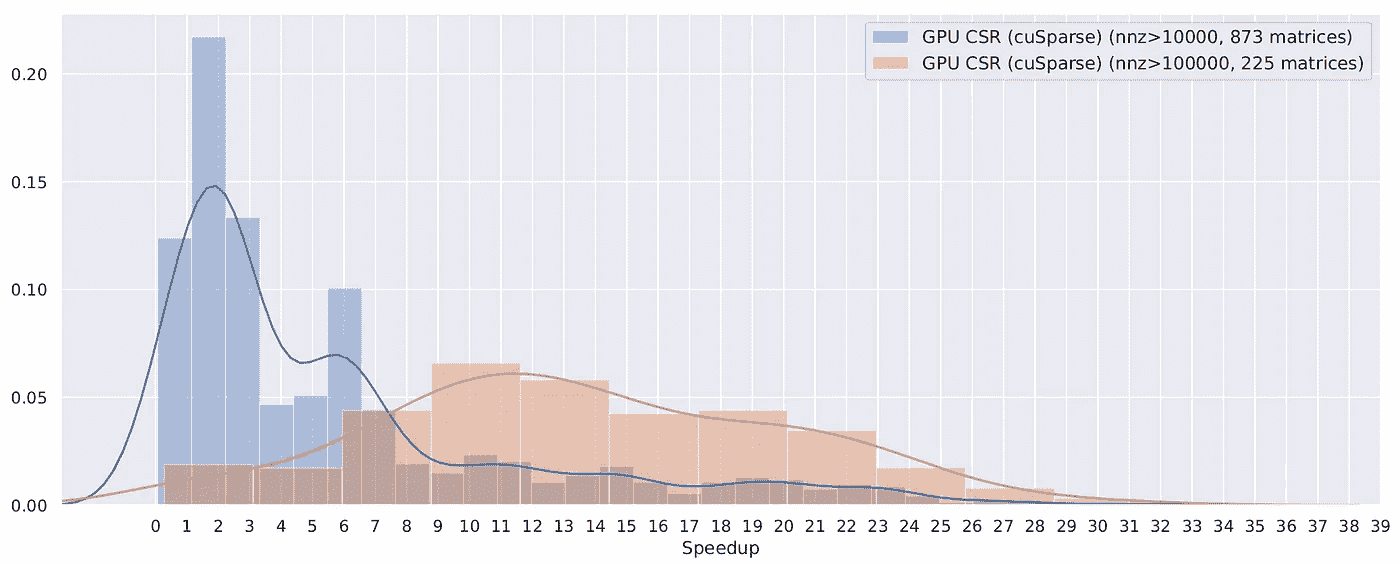 GPU CSR (cuSparse) (nnz>10000, 873 matrices)
GPU CSR (cuSparse) (nnz>100000, 225 matrices)
0.20
0.15
0.10
0.05
0.00
0 1 2 3 4 5 6 7 8 9 10 11 12 13 14 15 16 17 18 19 20 21 22 23 24 25 26 27 28 29 30 31 32 33 34 35 36 37 38 39
Speedup